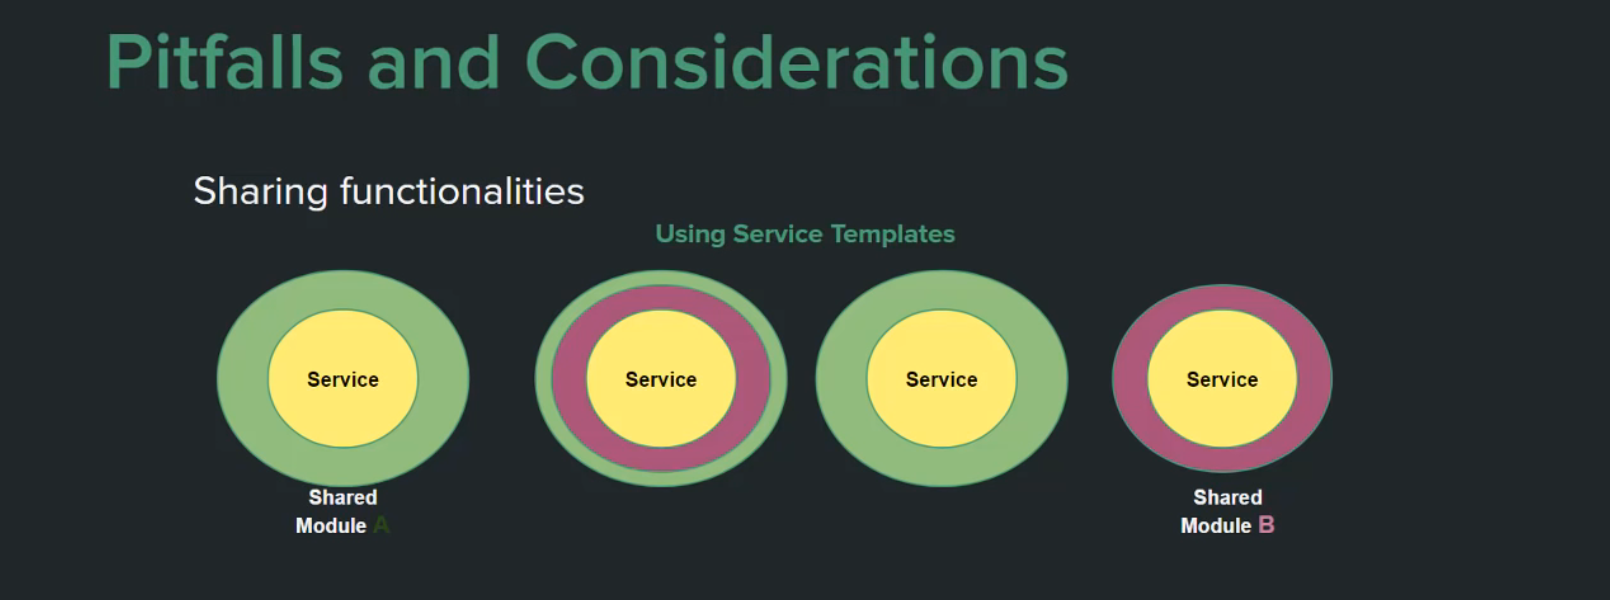 Pitfalls and Considerations
Sharing functionalities
Using Service Templates
Service
Service
Service
Service
Shared
Module A
Shared
Module B